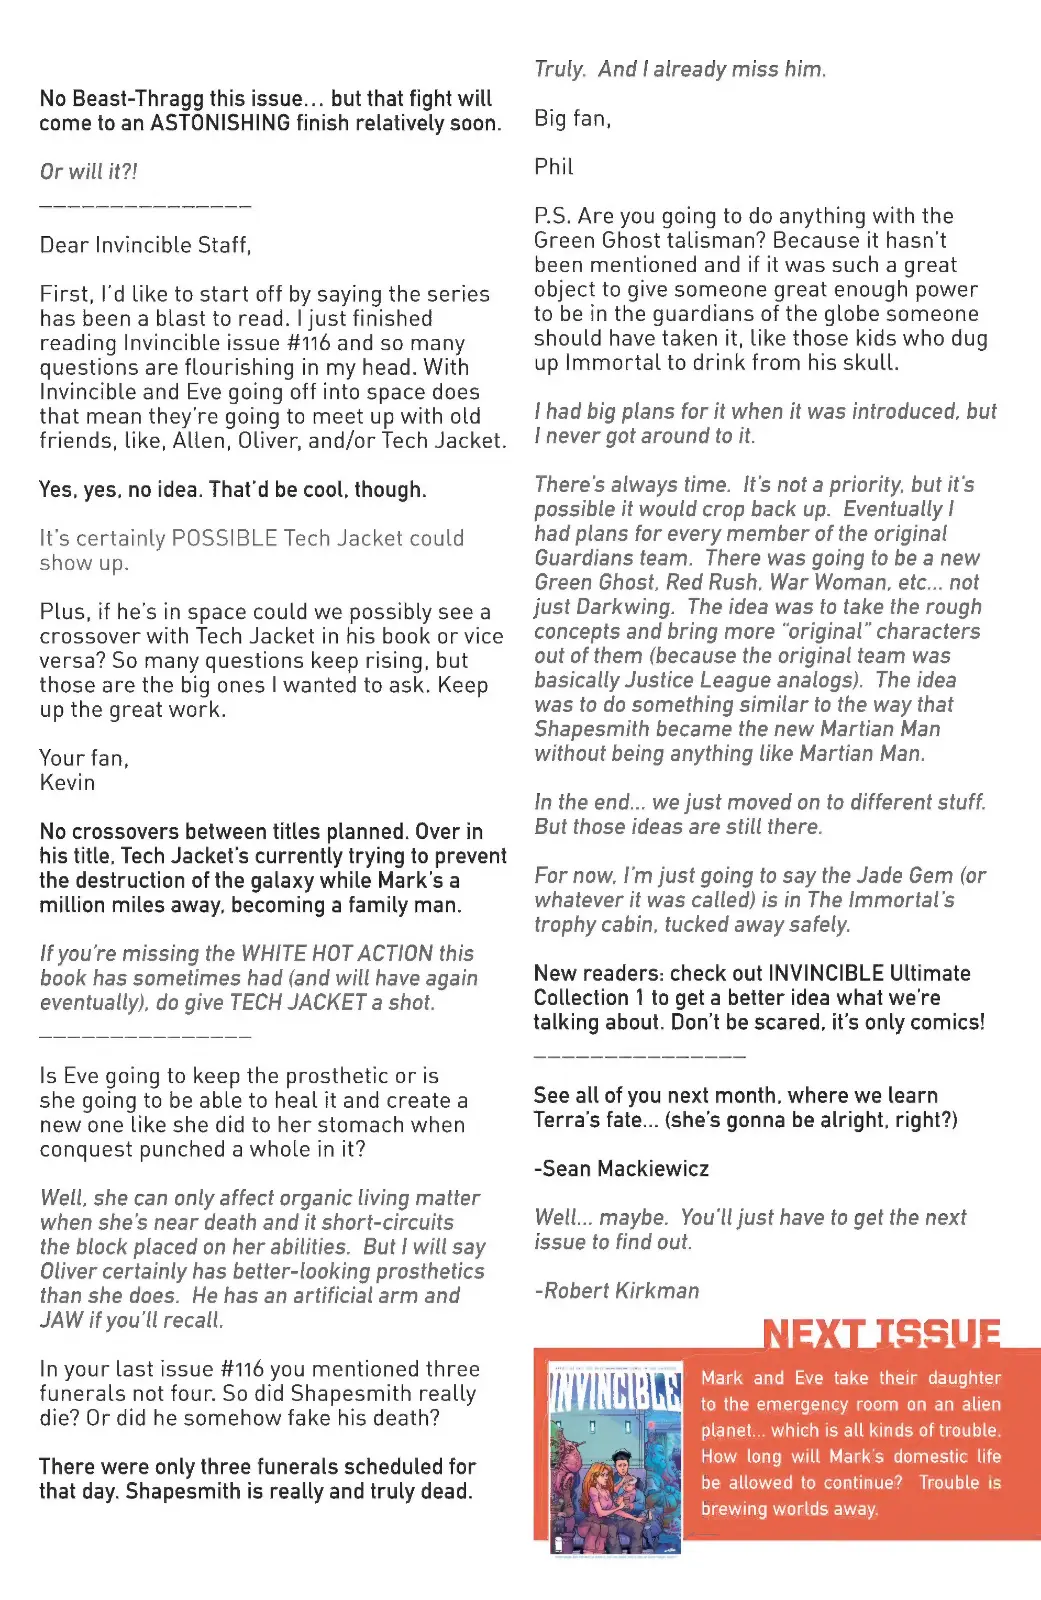 No Beast-Thragg this issue... but that fight will
come to an ASTONISHING finish relatively soon.
Or will it?!
_______________
Dear Invincible Staff,
First, I'd like to start off by saying the series
has been a blast to read. I just finished
reading Invincible issue #116 and so many
questions are flourishing in my head. With
Invincible and Eve going off into space does
that mean they're going to meet up with old
friends, like, Allen, Oliver, and/or Tech Jacket.
Yes, yes, no idea. That'd be cool, though.
It's certainly POSSIBLE Tech Jacket could
show up.
Plus, if he's in space could we possibly see a
crossover with Tech Jacket in his book or vice
versa? So many questions keep rising, but
those are the big ones I wanted to ask. Keep
up the great work.
Your fan,
Kevin
No crossovers between titles planned. Over in
his title, Tech Jacket's currently trying to prevent
the destruction of the galaxy while Mark's a
million miles away, becoming a family man.
If you're missing the WHITE HOT ACTION this
book has sometimes had (and will have again
eventually), do give TECH JACKET a shot.
_______________
Is Eve going to keep the prosthetic or is
she going to be able to heal it and create a
new one like she did to her stomach when
conquest punched a whole in it?
Well, she can only affect organic living matter
when she's near death and it short-circuits
the block placed on her abilities. But I will say
Oliver certainly has better-looking prosthetics
than she does. He has an artificial arm and
JAW if you'll recall.
In your last issue #116 you mentioned three
funerals not four. So did Shapesmith really
die? Or did he somehow fake his death?
There were only three funerals scheduled for
that day. Shapesmith is really and truly dead.
Truly. And I already miss him.
Big fan,
Phil
P.S. Are you going to do anything with the
Green Ghost talisman? Because it hasn't
been mentioned and if it was such a great
object to give someone great enough power
to be in the guardians of the globe someone
should have taken it, like those kids who dug
up Immortal to drink from his skull.
I had big plans for it when it was introduced, but
I never got around to it.
There's always time. It's not a priority, but it's
possible it would crop back up. Eventually I
had plans for every member of the original
Guardians team. There was going to be a new
Green Ghost, Red Rush, War Woman, etc... not
just Darkwing. The idea was to take the rough
concepts and bring more "original" characters
out of them (because the original team was
basically Justice League analogs). The idea
was to do something similar to the way that
Shapesmith became the new Martian Man
without being anything like Martian Man.
In the end... we just moved on to different stuff.
But those ideas are still there.
For now, I'm just going to say the Jade Gem (or
whatever it was called) is in The Immortal's
trophy cabin, tucked away safely.
New readers: check out INVINCIBLE Ultimate
Collection 1 to get a better idea what we're
talking about. Don't be scared, it's only comics!
_______________
See all of you next month, where we learn
Terra's fate... (she's gonna be alright, right?)
-Sean Mackiewicz
Well... maybe. You'll just have to get the next
issue to find out.
-Robert Kirkman
NEXT ISSUE
INVINCIBLE
Mark and Eve take their daughter
to the emergency room on an alien
planet... which is all kinds of trouble.
How long will Mark's domestic life
be allowed to continue? Trouble is
brewing worlds away.